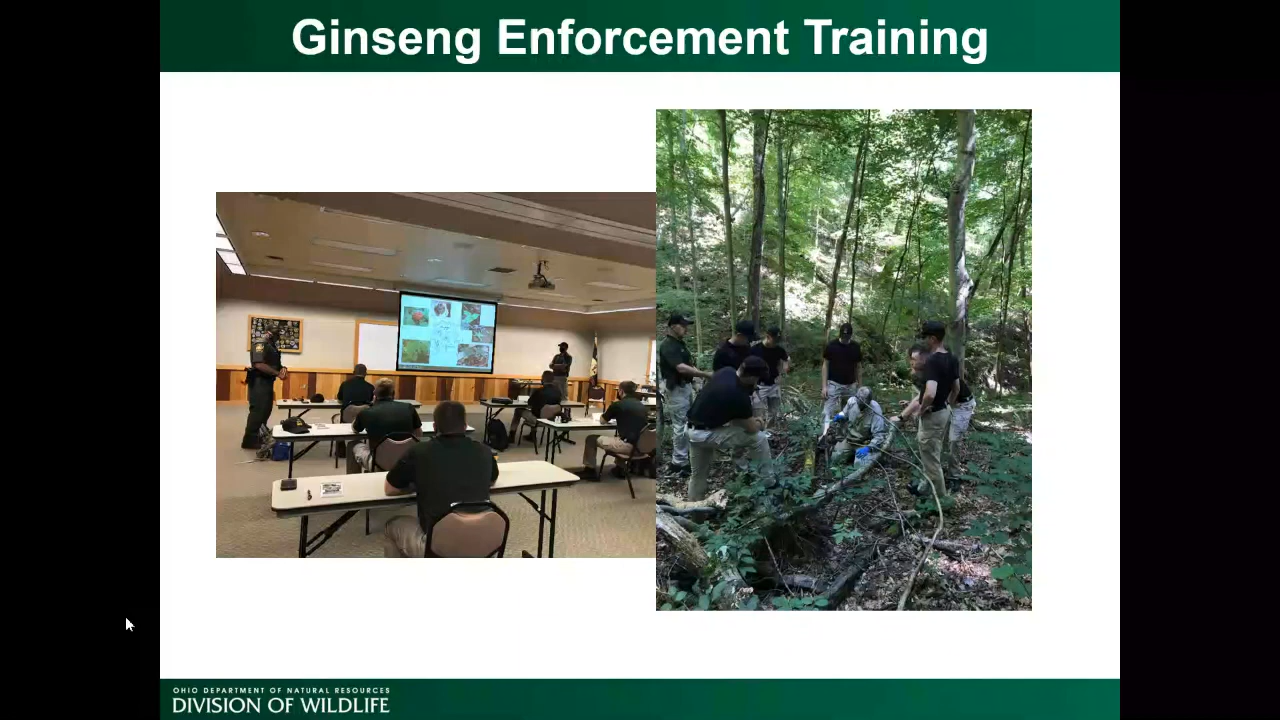 Ginseng Enforcement Training
OHIO DEPARTMENT OF NATURAL RESOURCES
DIVISION OF WILDLIFE